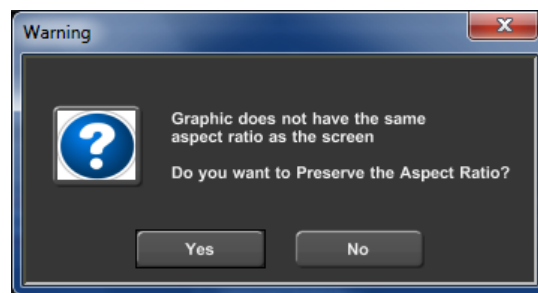 Warning
Graphic does not have the same
aspect ratio as the screen
Do you want to Preserve the Aspect Ratio?
Yes
No